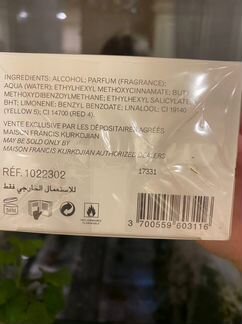 INGREDIENTS: ALCOHOL; PARFUM (FRAGRANCE);
AQUA (WATER); ETHYLHEXYL METHOXYCINNAMATE; BUTYL
METHOXYDIBENZOYLMETHANE; ETHYLHEXYL SALICYLATE;
BHT; LIMONENE; BENZYL BENZOATE; LINALOOL; CI 19140
(YELLOW 5); CI 14700 (RED 4).
VENTE EXCLUSIVE PAR LES DÉPOSITAIRES AGRÉÉS
MAISON FRANCIS KURKDJIAN
MAY BE SOLD ONLY BY
MAISON FRANCIS KURKDJIAN AUTHORIZED DEALERS
RÉF. 1022302
17331
للاستعمال الخارجي فقط
3 700559 603116